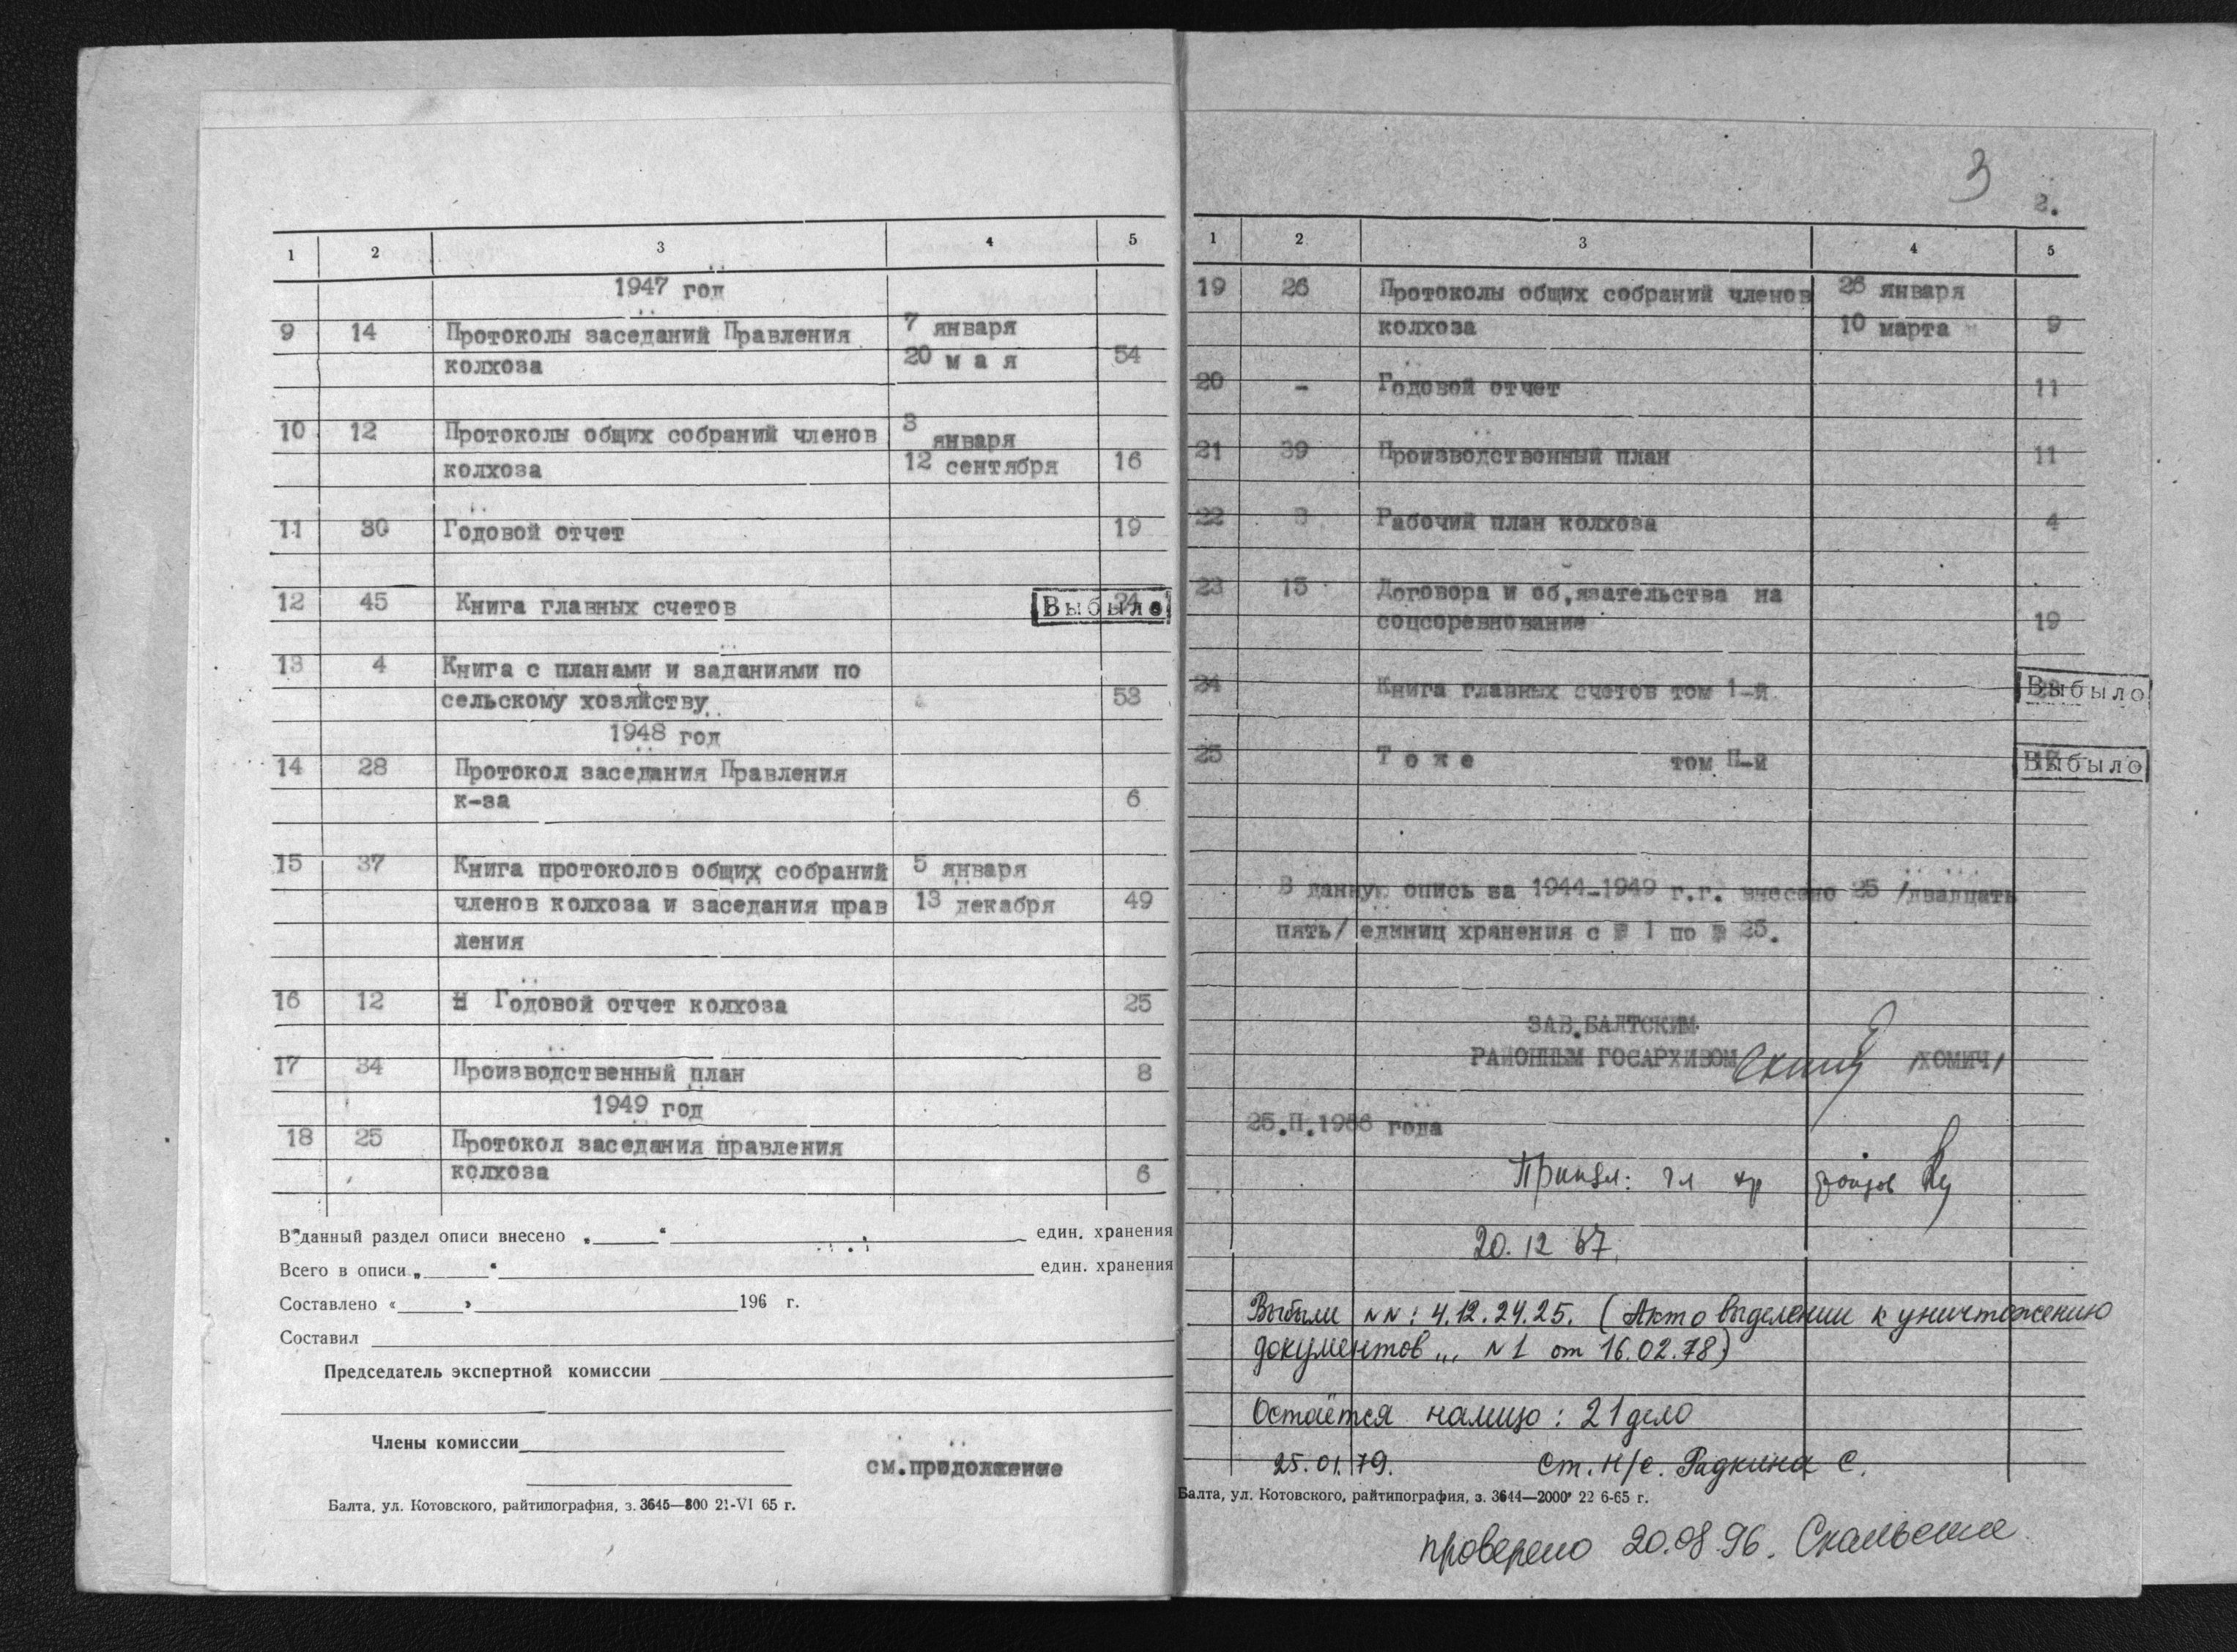 1 2 3 4 5
1947 год
9 14 Протоколы заседаний Правления 7 января
колхоза 20 м а я 54
10 12 Протоколы общих собраний членов 3 января
колхоза 12 сентября 16
11 30 Годовой отчет 19
12 45 Книга главных счетов Выбыло
13 4 Книга с планами и заданиями по
сельскому хозяйству 53
1948 год
14 28 Протокол заседания Правления
к-за 6
15 37 Книга протоколов общих собраний 5 января
членов колхоза и заседания прав 13 декабря 49
ления
16 12 Годовой отчет колхоза 25
17 34 Производственный план 8
1949 год
18 25 Протокол заседания правления
колхоза 6
В данный раздел описи внесено „ “ един. хранения
Всего в описи „ “ един. хранения
Составлено « » 196 г.
Составил
Председатель экспертной комиссии
Члены комиссии
см.продолжение
Балта, ул. Котовского, райтипография, з. 3645—800 21-VI 65 г.
3
2.
1 2 3 4 5
19 26 Протоколы общих собраний членов 26 января
колхоза 10 марта 9
20 - Годовой отчет 11
21 39 Производственный план 11
22 3 Рабочий план колхоза 4
23 15 Договора и об,язательства на
соцсоревнование 19
24 Книга главных счетов том 1-й Выбыло
25 Т о ж е том П-й Выбыло
В данную опись за 1944-1949 г.г. внесено 25 /двадцать
пять/ единиц хранения с № 1 по № 25.
ЗАВ.БАЛТСКИМ
РАЙОННЫМ ГОСАРХИВОМ /ХОМИЧ/
25.П.1966 года
Принял: гл хр фондов
20.12 67.
Выбыли NN: 4.12.24.25. (Акт о выделении к уничтожению
документов... N1 от 16.02.78)
Остаётся налицо: 21 дело
25.01.79. Ст. н/с. Радкина С.
Балта, ул. Котовского, райтипография, з. 3644—2000 22 6-65 г.
проверено 20.08.96.